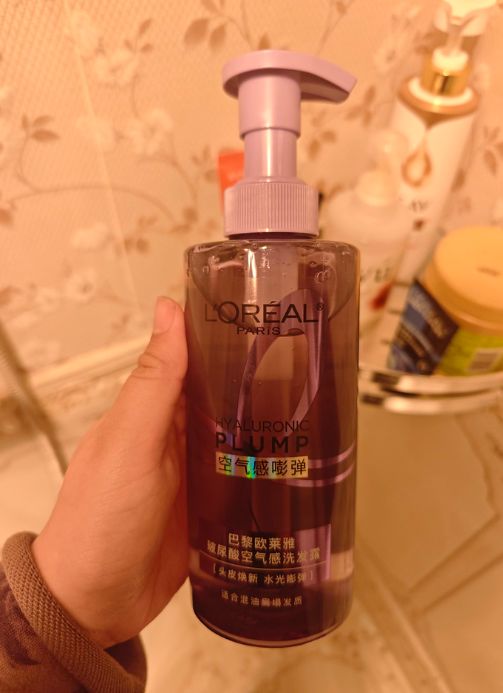 L'ORÉAL®
PARIS
HYALURONIC
PLUMP
空气感嘭弹
巴黎欧莱雅
玻尿酸空气感洗发露
[头皮焕新 水光嘭弹]
适合混油扁塌发质